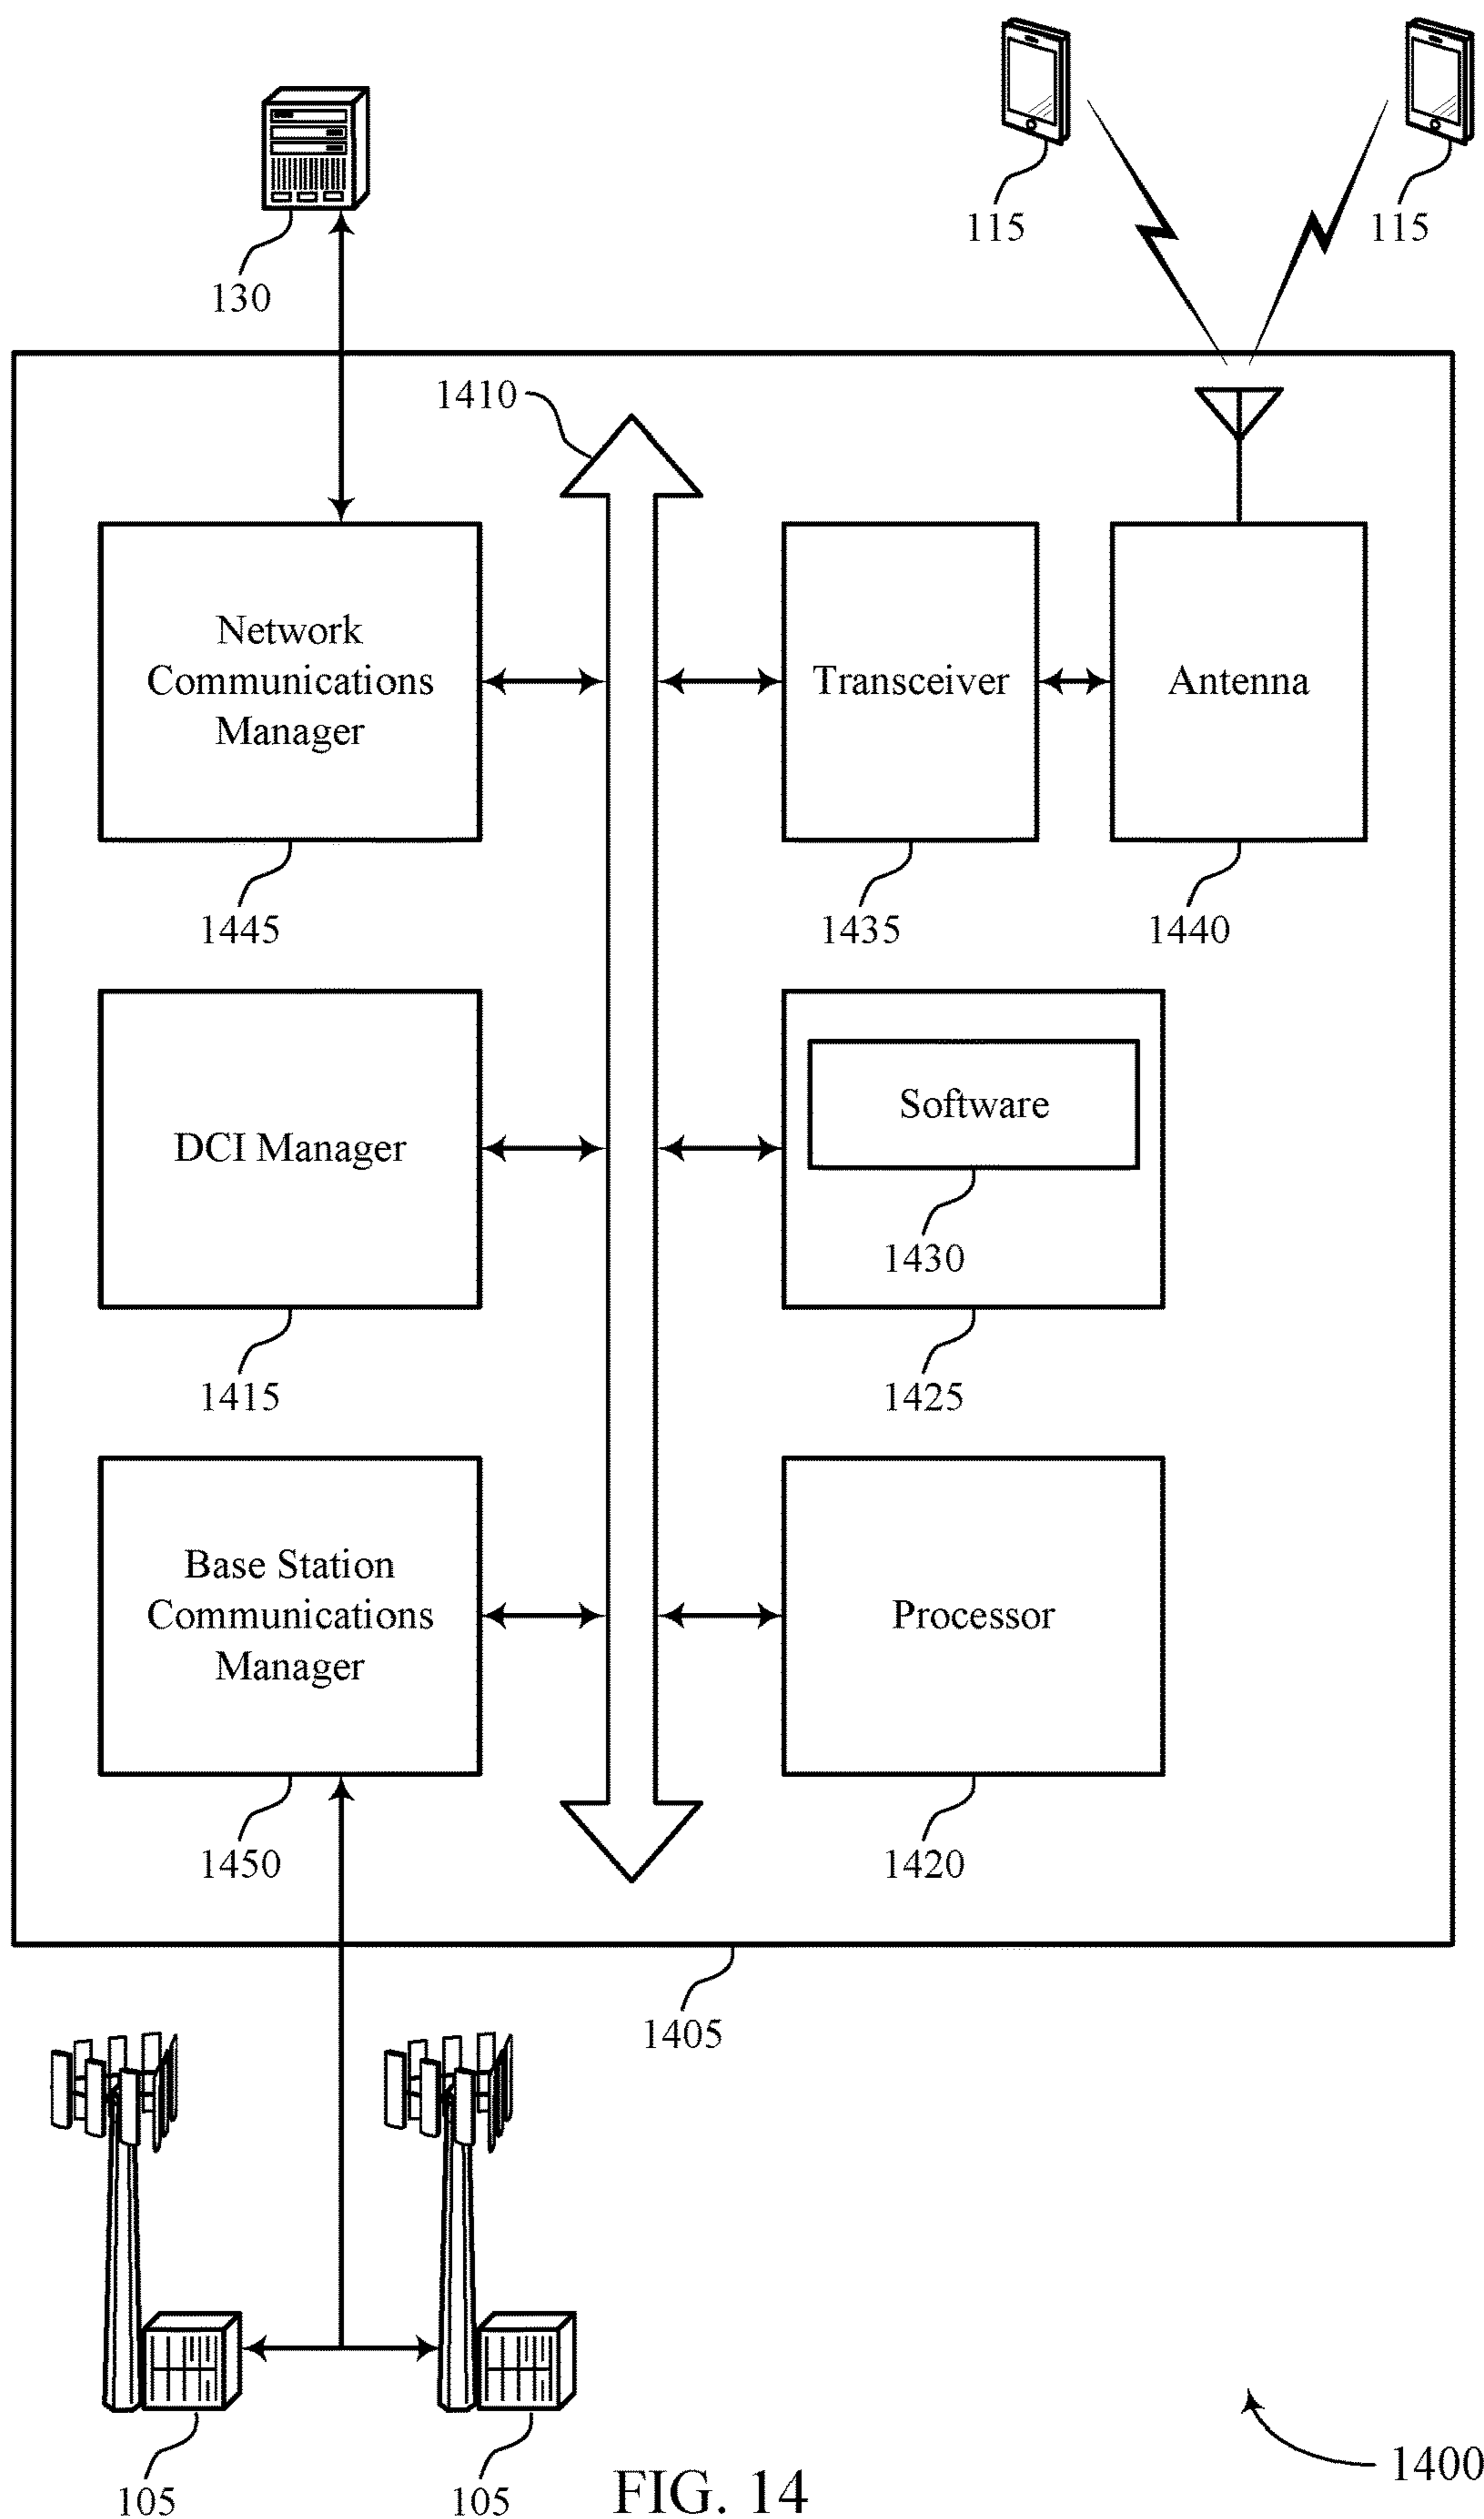 115
115
130
1410
Network
Communications
Manager
Transceiver
Antenna
1445
1435
1440
DCI Manager
Software
1430
1415
1425
Base Station
Communications
Manager
Processor
1450
1420
1405
105
105
FIG. 14
1400